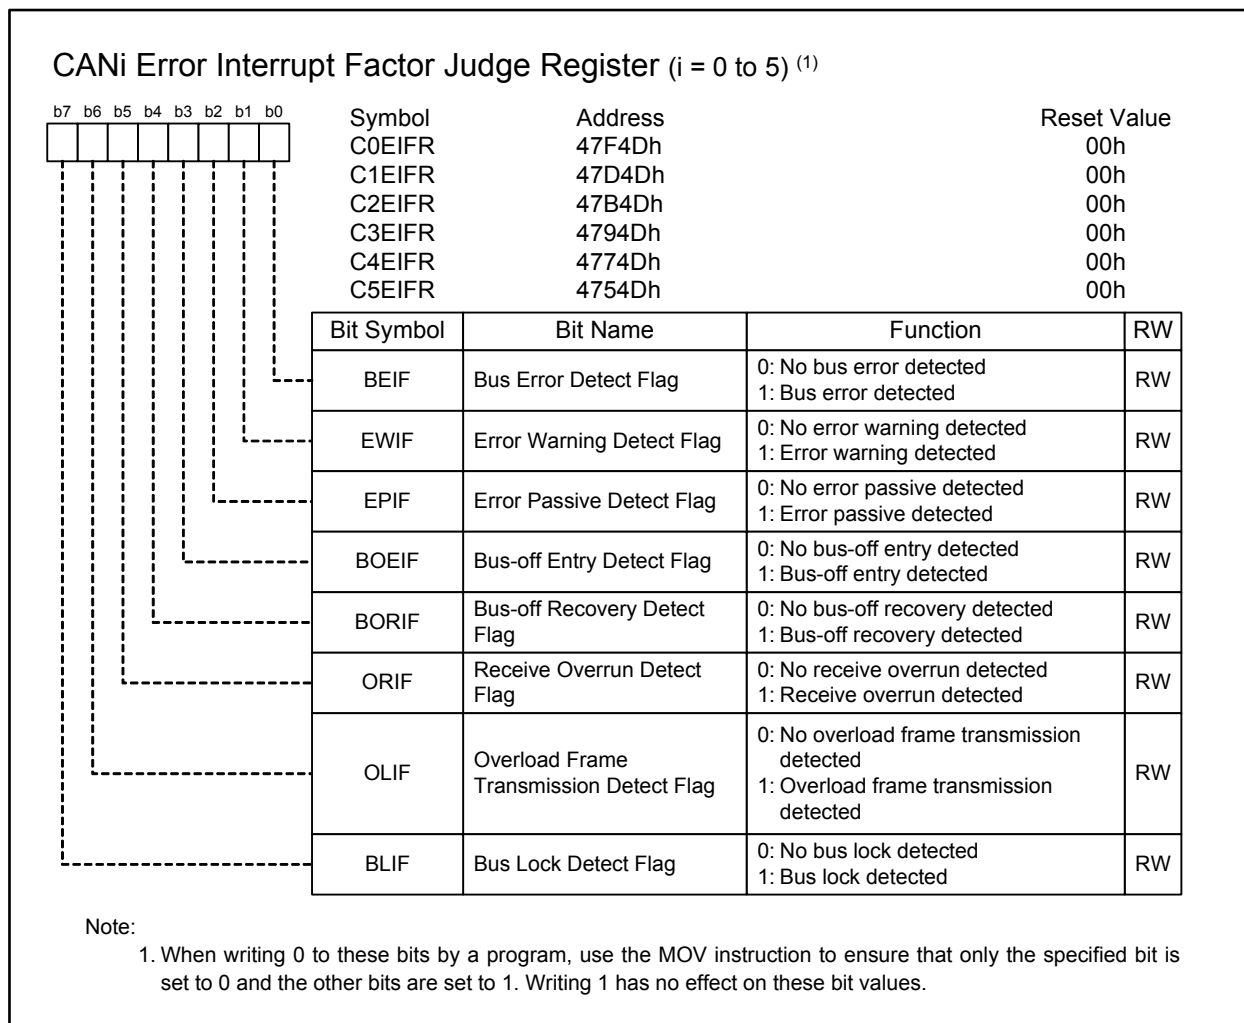 CANi Error Interrupt Factor Judge Register (i = 0 to 5) (1)
b7 b6 b5 b4 b3 b2 b1 b0
Symbol Address Reset Value
C0EIFR 47F4Dh 00h
C1EIFR 47D4Dh 00h
C2EIFR 47B4Dh 00h
C3EIFR 4794Dh 00h
C4EIFR 4774Dh 00h
C5EIFR 4754Dh 00h
Bit Symbol Bit Name Function RW
BEIF Bus Error Detect Flag 0: No bus error detected RW
1: Bus error detected
EWIF Error Warning Detect Flag 0: No error warning detected RW
1: Error warning detected
EPIF Error Passive Detect Flag 0: No error passive detected RW
1: Error passive detected
BOEIF Bus-off Entry Detect Flag 0: No bus-off entry detected RW
1: Bus-off entry detected
BORIF Bus-off Recovery Detect 0: No bus-off recovery detected RW
Flag 1: Bus-off recovery detected
ORIF Receive Overrun Detect 0: No receive overrun detected RW
Flag 1: Receive overrun detected
OLIF Overload Frame 0: No overload frame transmission RW
detected
Transmission Detect Flag 1: Overload frame transmission
detected
BLIF Bus Lock Detect Flag 0: No bus lock detected RW
1: Bus lock detected
Note:
1. When writing 0 to these bits by a program, use the MOV instruction to ensure that only the specified bit is
set to 0 and the other bits are set to 1. Writing 1 has no effect on these bit values.